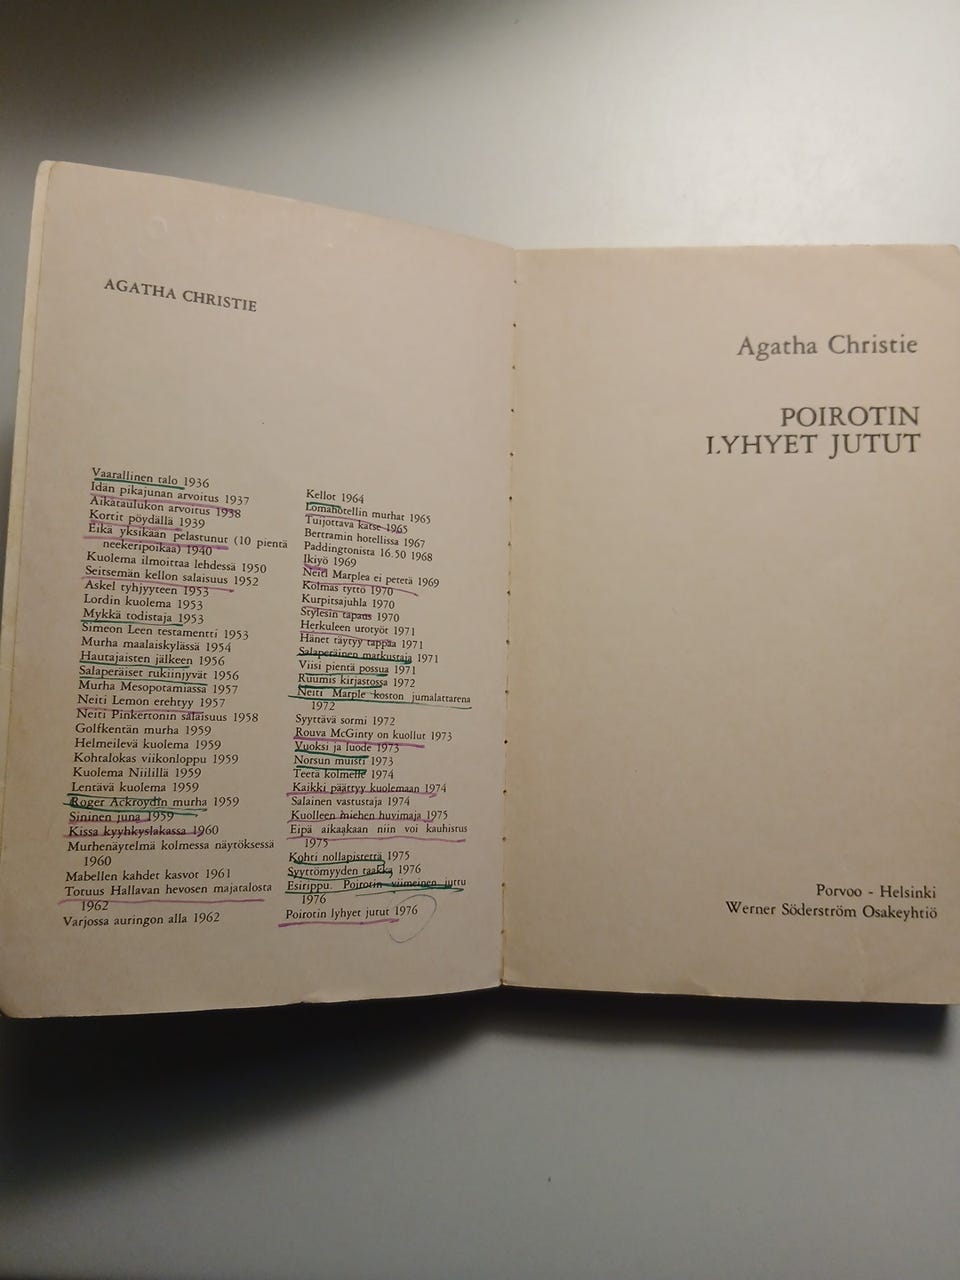 AGATHA CHRISTIE
Vaarallinen talo 1936
Idän pikajunan arvoitus 1937
Aikataulukon arvoitus 1938
Kortit pöydällä 1939
Eikä yksikään pelastunut (10 pientä
neekeripoikaa) 1940
Kuolema ilmoittaa lehdessä 1950
Seitsemän kellon salaisuus 1952
Askel tyhjyyteen 1953
Lordin kuolema 1953
Mykkä todistaja 1953
Simeon Leen testamentti 1953
Murha maalaiskylässä 1954
Hautajaisten jälkeen 1956
Salaperäiset rukiinjyvät 1956
Murha Mesopotamiassa 1957
Neiti Lemon erehtyy 1957
Neiti Pinkertonin salaisuus 1958
Golfkentän murha 1959
Helmeilevä kuolema 1959
Kohtalokas viikonloppu 1959
Kuolema Niilillä 1959
Lentävä kuolema 1959
Roger Ackroydin murha 1959
Sininen juna 1959
Kissa kyyhkyslakassa 1960
Murhenäytelmä kolmessa näytöksessä
1960
Mabellen kahdet kasvot 1961
Totuus Hallavan hevosen majatalosta
1962
Varjossa auringon alla 1962
Kellot 1964
Lomahotellin murhat 1965
Tuijottava katse 1965
Bertramin hotellissa 1967
Paddingtonista 16.50 1968
Ikiyö 1969
Neiti Marplea ei petetä 1969
Kolmas tyttö 1970
Kurpitsajuhla 1970
Stylesin tapaus 1970
Herkuleen urotyöt 1971
Hänet täytyy tappaa 1971
Salaperäinen matkustaja 1971
Viisi pientä possua 1971
Ruumis kirjastossa 1972
Neiti Marple koston jumalattarena
1972
Syyttävä sormi 1972
Rouva McGinty on kuollut 1973
Vuoksi ja luode 1973
Norsun muisti 1973
Teetä kolmelle 1974
Kaikki päättyy kuolemaan 1974
Salainen vastustaja 1974
Kuolleen miehen huvimaja 1975
Eipä aikaakaan niin voi kauhistus
1975
Kohti nollapistettä 1975
Syyttömyyden taakka 1976
Esirippu. Poirotin viimeinen juttu
1976
Poirotin lyhyet jutut 1976
Agatha Christie
POIROTIN
LYHYET JUTUT
Porvoo - Helsinki
Werner Söderström Osakeyhtiö